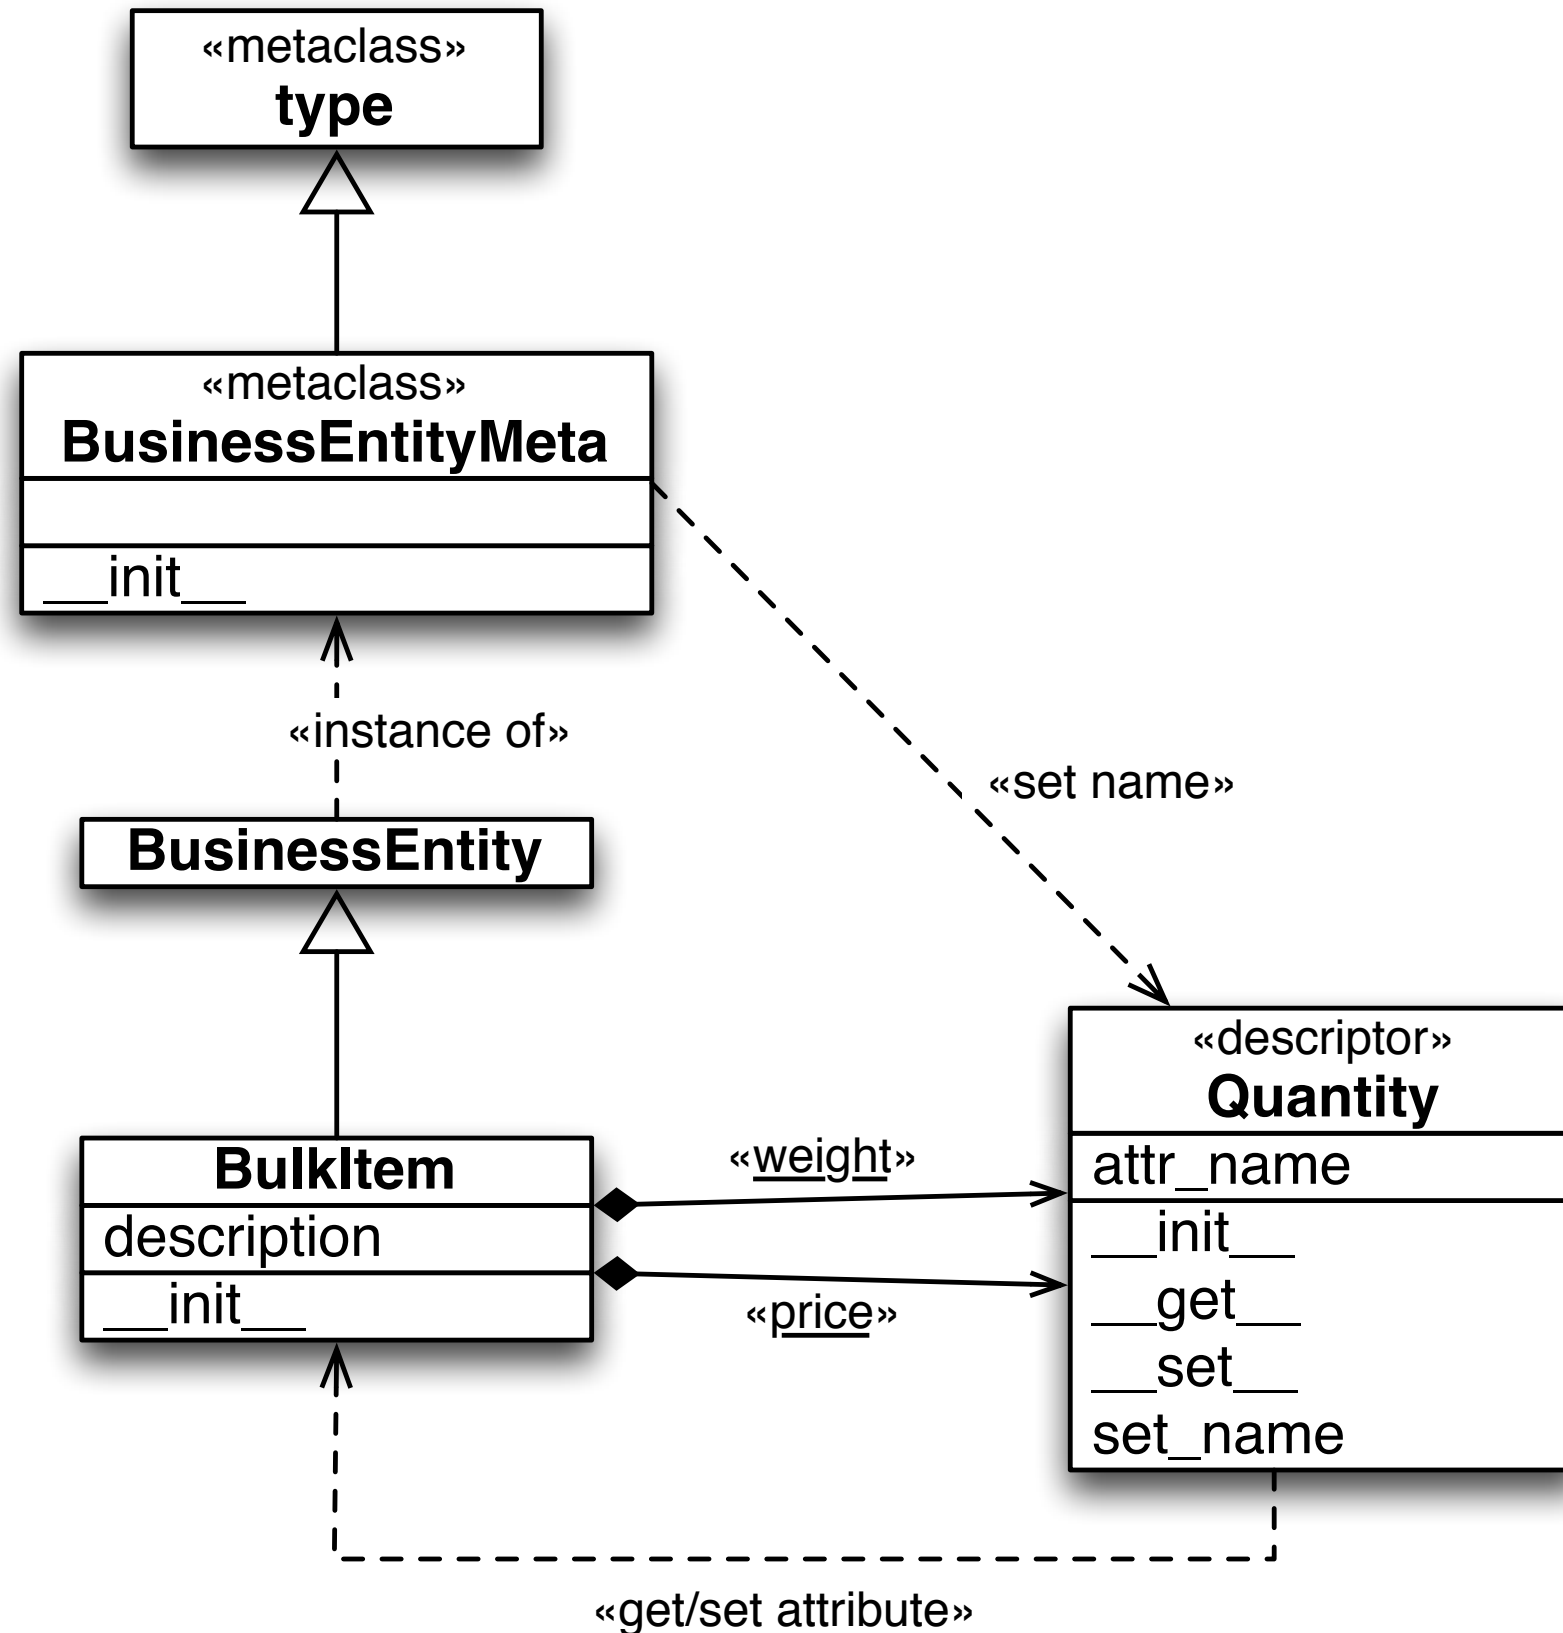 «metaclass»
type
«metaclass»
BusinessEntityMeta
__init__
«instance of»
«set name»
BusinessEntity
«descriptor»
Quantity
attr_name
__init__
__get__
__set__
set_name
BulkItem
description
__init__
«weight»
«price»
«get/set attribute»